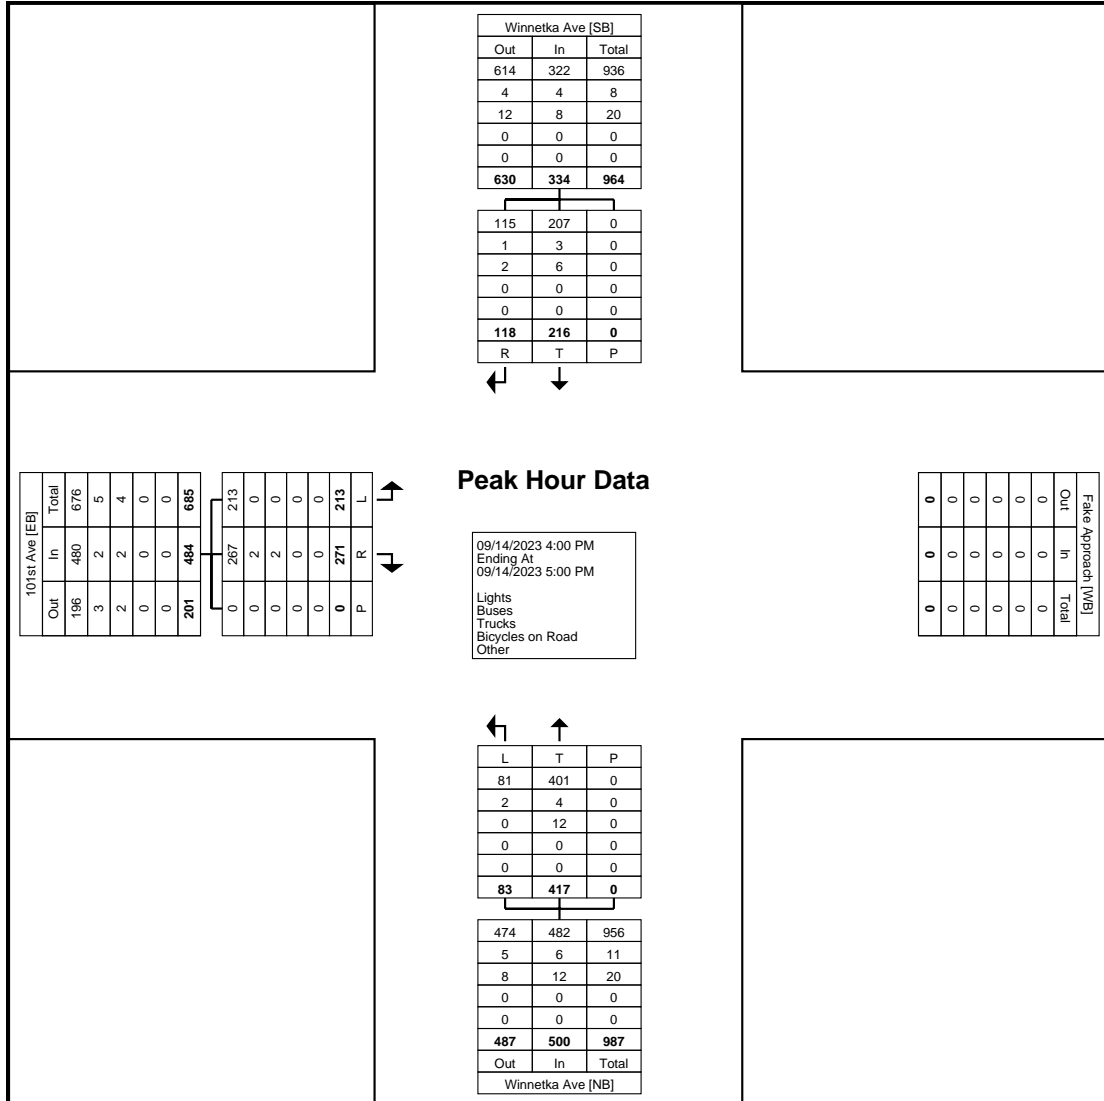 Winnetka Ave [SB]
Out In Total
614 322 936
4 4 8
12 8 20
0 0 0
0 0 0
630 334 964
115 207 0
1 3 0
2 6 0
0 0 0
0 0 0
118 216 0
R T P
101st Ave [EB]
Out In Total
196 480 676
3 2 5
2 2 4
0 0 0
0 0 0
201 484 685
0 267 213
0 2 0
0 2 0
0 0 0
0 0 0
0 271 213
P R L
Peak Hour Data
09/14/2023 4:00 PM
Ending At
09/14/2023 5:00 PM
Lights
Buses
Trucks
Bicycles on Road
Other
Fake Approach [WB]
Out In Total
0 0 0
0 0 0
0 0 0
0 0 0
0 0 0
0 0 0
L T P
81 401 0
2 4 0
0 12 0
0 0 0
0 0 0
83 417 0
474 482 956
5 6 11
8 12 20
0 0 0
0 0 0
487 500 987
Out In Total
Winnetka Ave [NB]